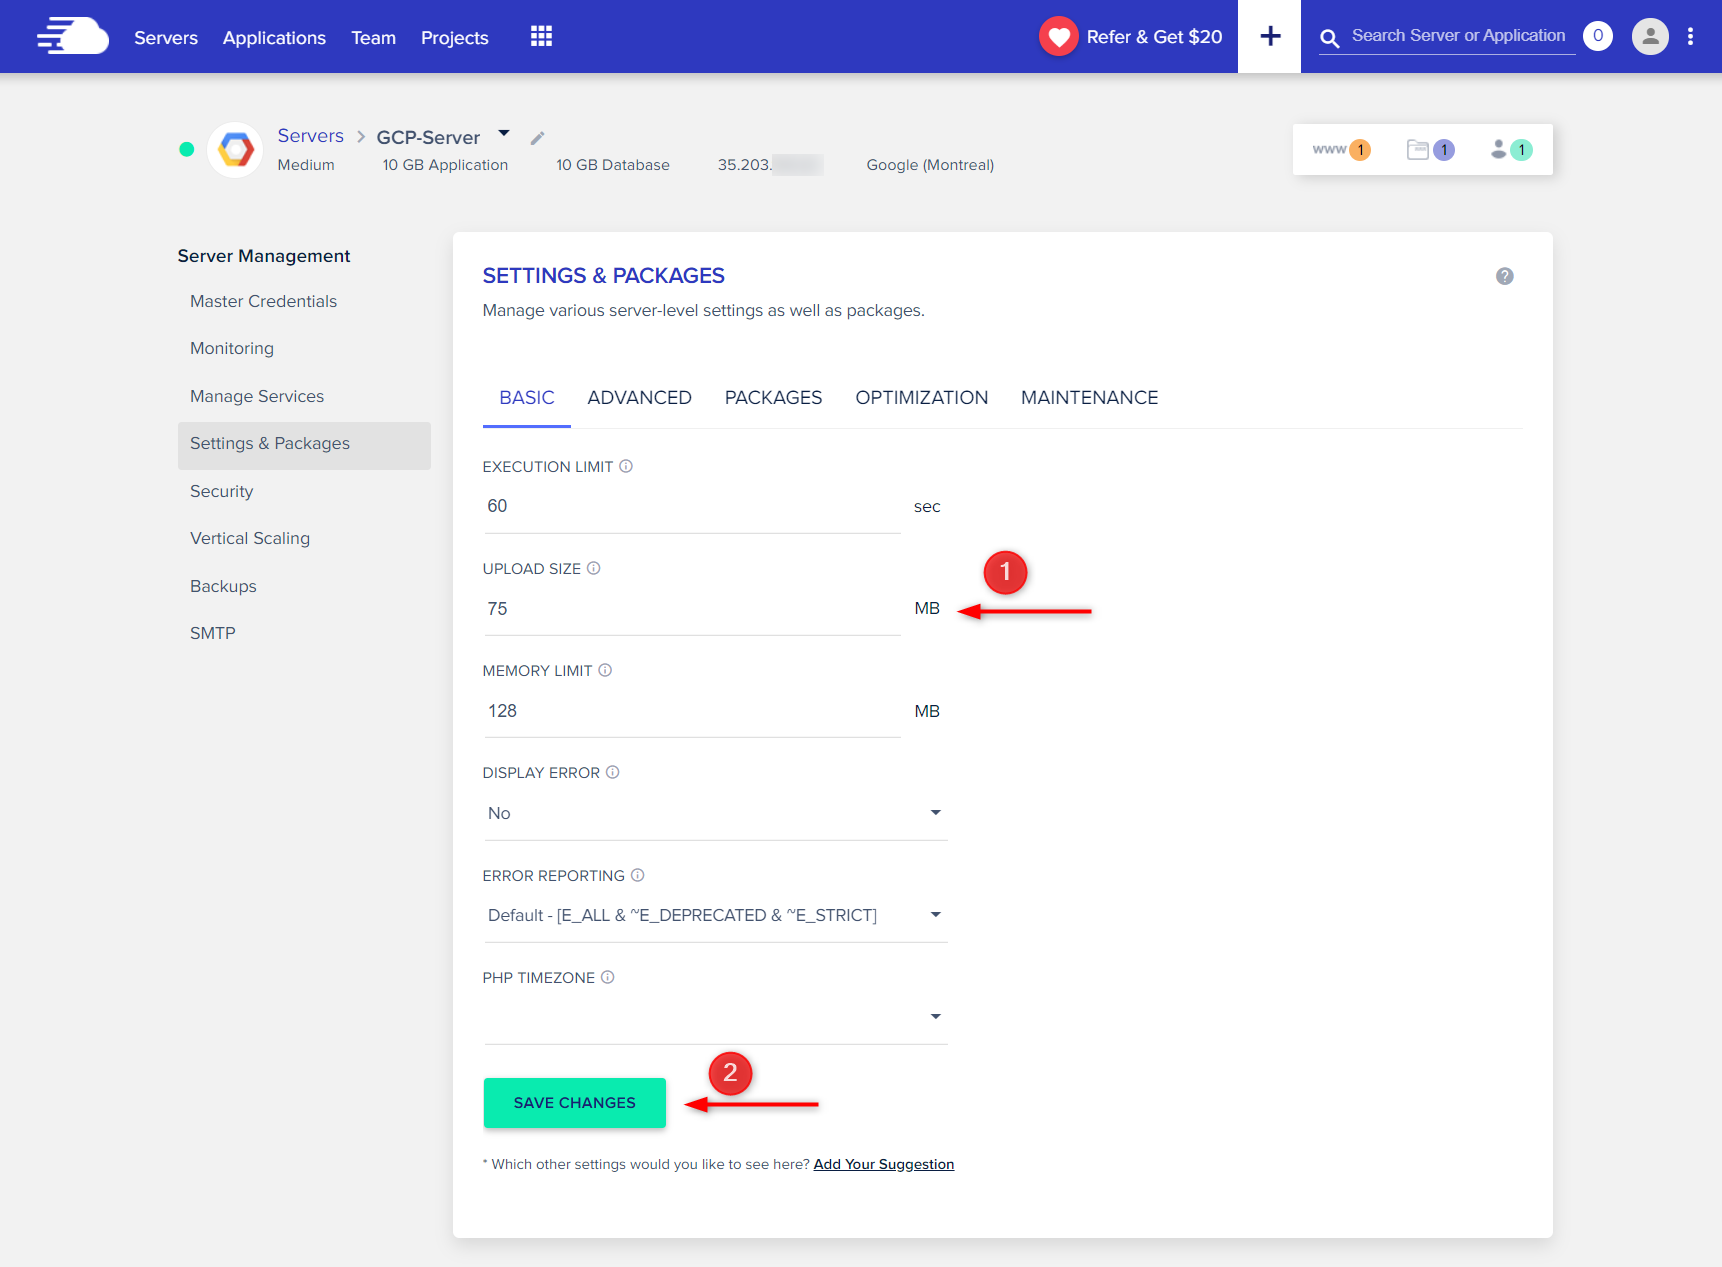 Servers Applications Team Projects Refer & Get $20 + Search Server or Application 0
Servers > GCP-Server
Medium 10 GB Application 10 GB Database 35.203. Google (Montreal)
www 1 1 1
Server Management
Master Credentials
Monitoring
Manage Services
Settings & Packages
Security
Vertical Scaling
Backups
SMTP
SETTINGS & PACKAGES
?
Manage various server-level settings as well as packages.
BASIC ADVANCED PACKAGES OPTIMIZATION MAINTENANCE
EXECUTION LIMIT
60 sec
UPLOAD SIZE
1
75 MB
MEMORY LIMIT
128 MB
DISPLAY ERROR
No
ERROR REPORTING
Default - [E_ALL & ~E_DEPRECATED & ~E_STRICT]
PHP TIMEZONE
2
SAVE CHANGES
* Which other settings would you like to see here? Add Your Suggestion